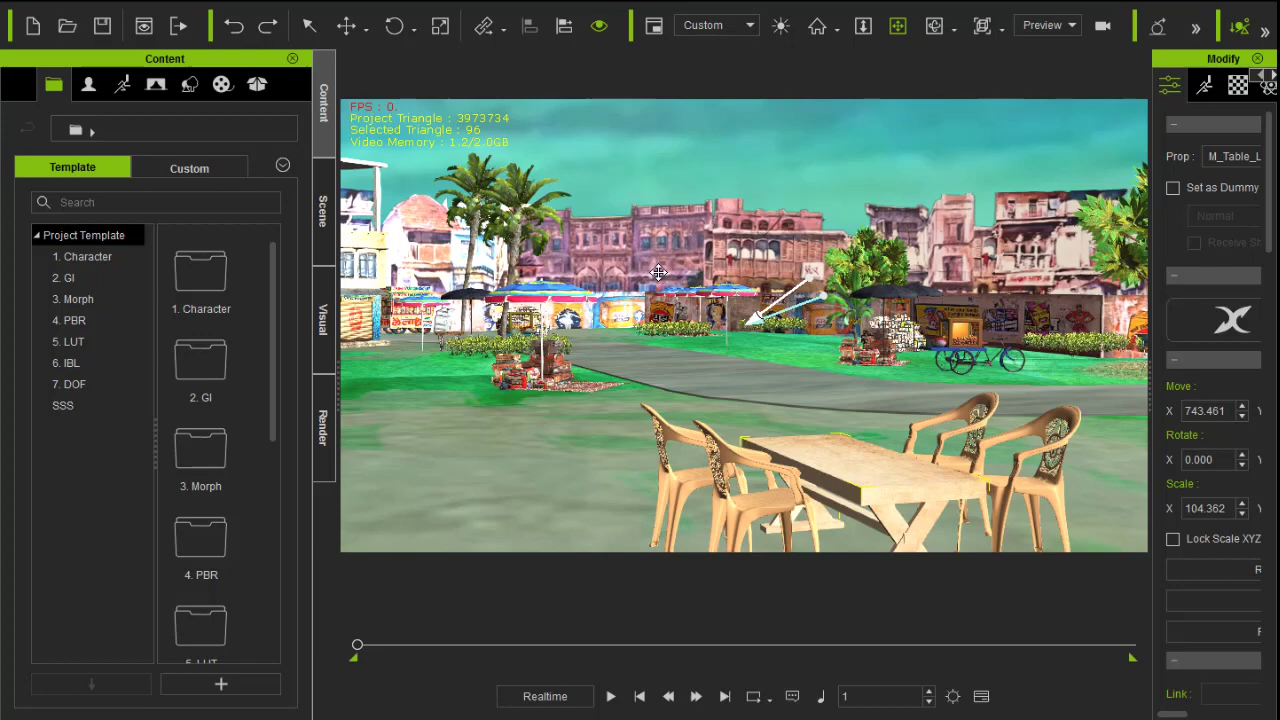 Custom
Preview
Content
Modify
Template
Custom
Search
Project Template
1. Character
2. GI
3. Morph
4. PBR
5. LUT
6. IBL
7. DOF
SSS
1. Character
2. GI
3. Morph
4. PBR
Content
Scene
Visual
Render
FPS : 0.
Project Triangle : 3973734
Selected Triangle : 96
Video Memory : 1.2/2.0GB
Prop : M_Table_L
Set as Dummy
Normal
Receive Sh
Move :
X 743.461
Rotate :
X 0.000
Scale :
X 104.362
Lock Scale XYZ
Link :
Realtime
1